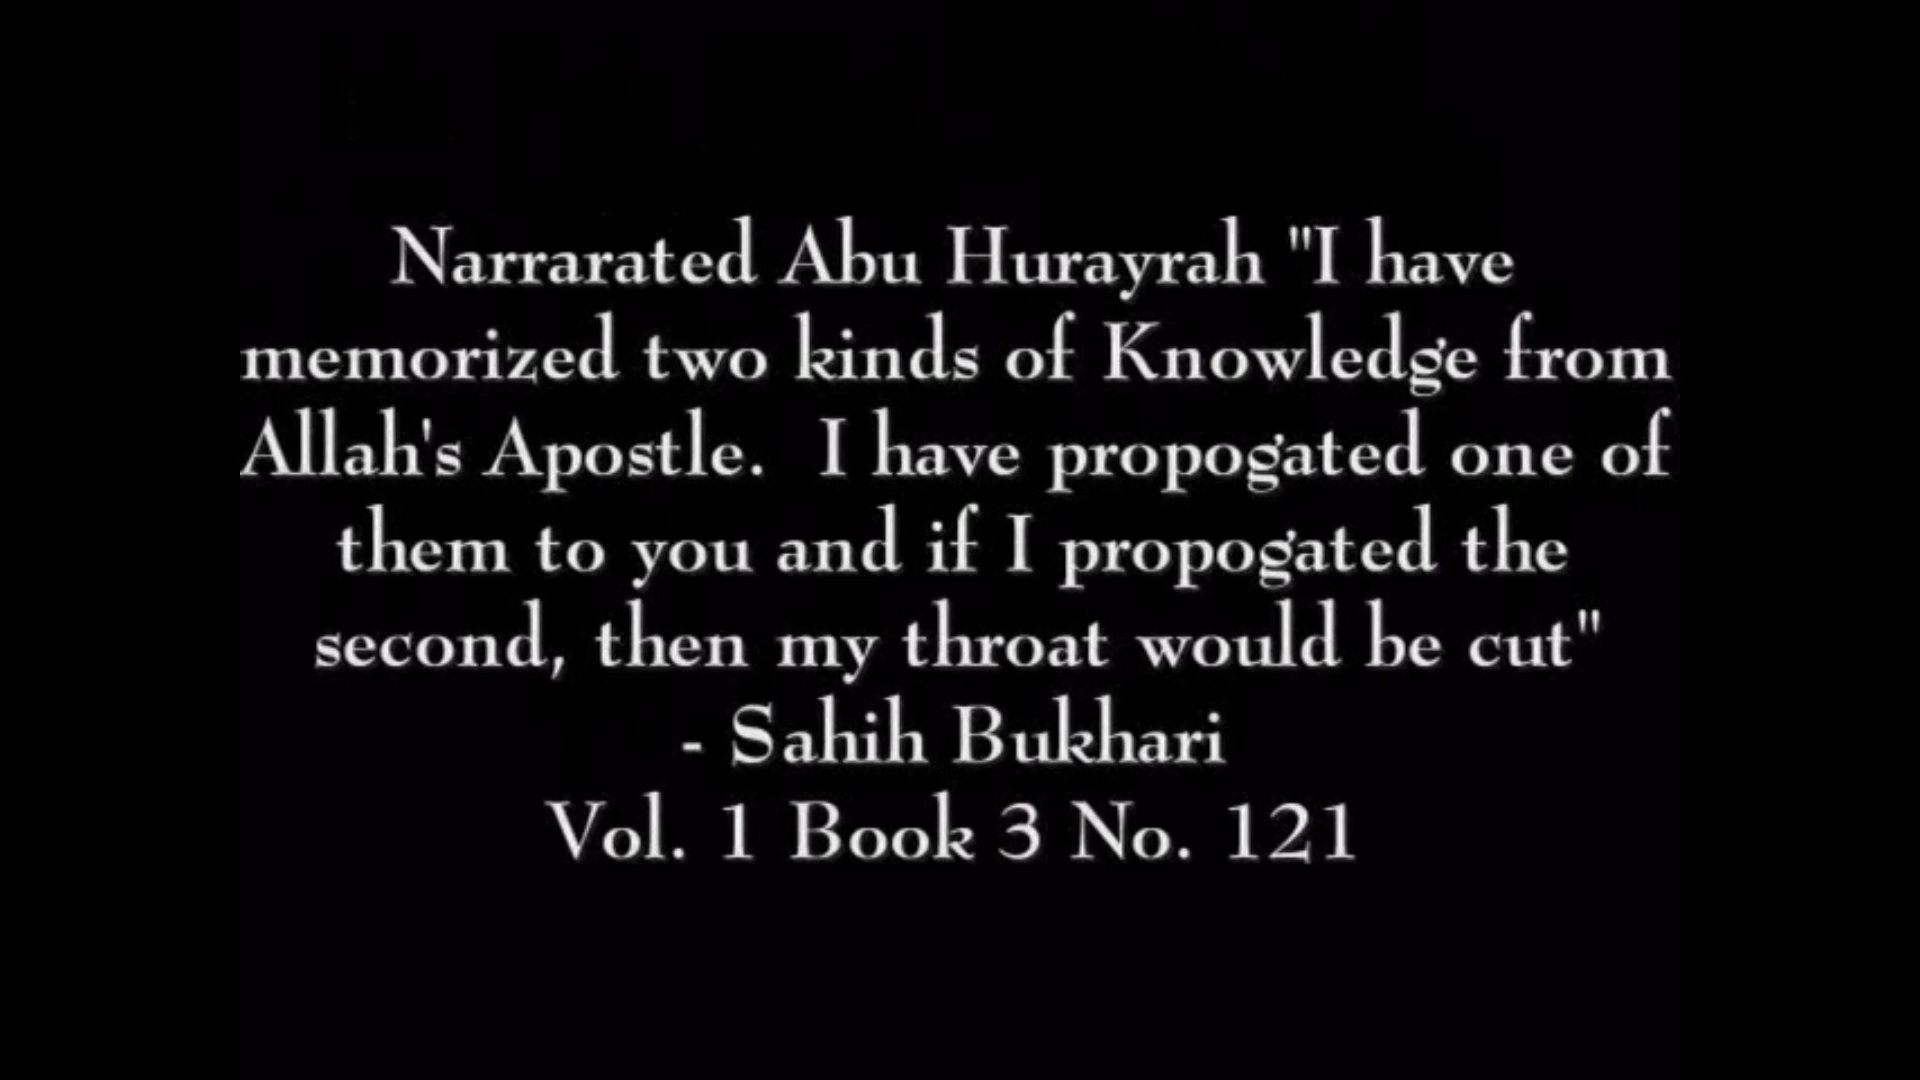 Narrarated Abu Hurayrah "I have
memorized two kinds of Knowledge from
Allah's Apostle.  I have propogated one of
them to you and if I propogated the
second, then my throat would be cut"
- Sahih Bukhari
Vol. 1 Book 3 No. 121